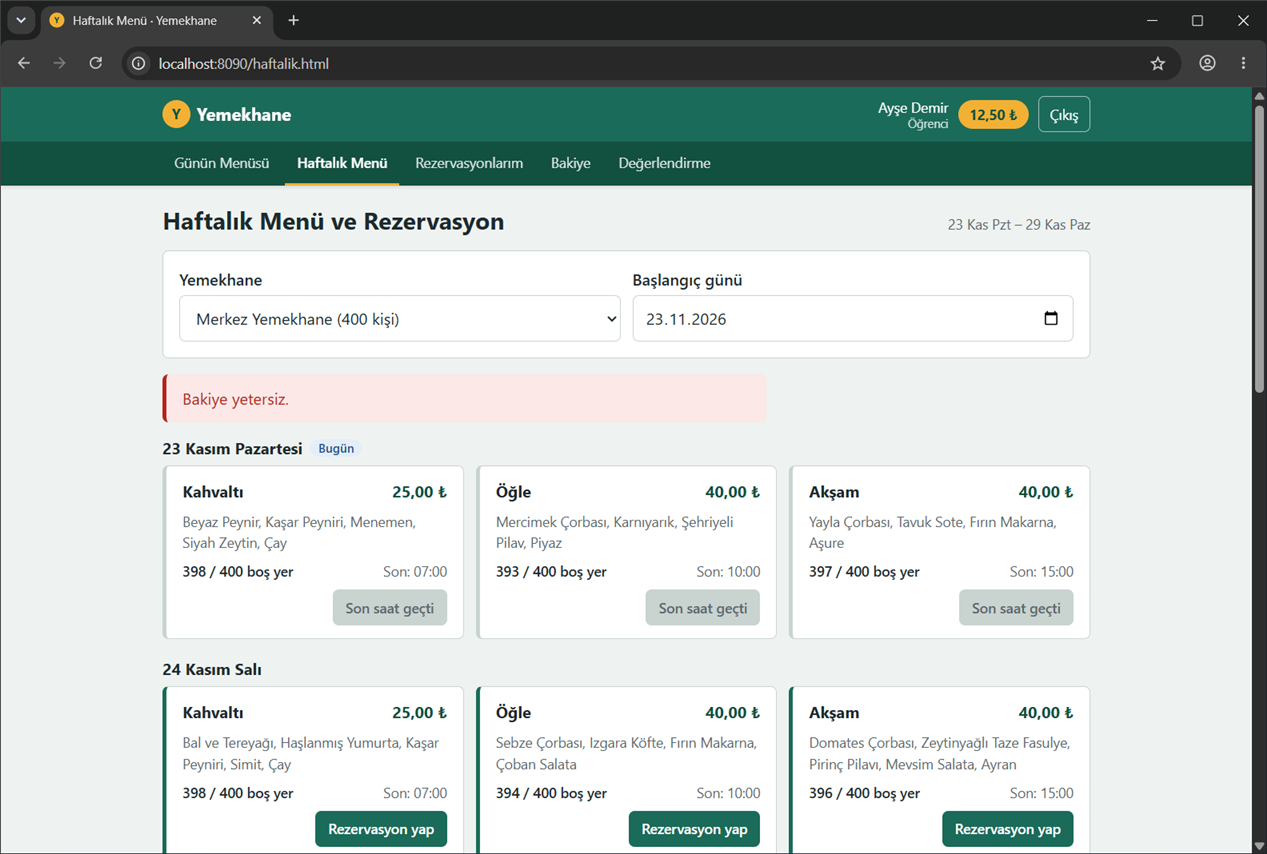 Y Haftalık Menü · Yemekhane
localhost:8090/haftalik.html
Y Yemekhane
Ayşe Demir
Öğrenci
12,50 ₺
Çıkış
Günün Menüsü Haftalık Menü Rezervasyonlarım Bakiye Değerlendirme
Haftalık Menü ve Rezervasyon
23 Kas Pzt – 29 Kas Paz
Yemekhane
Merkez Yemekhane (400 kişi)
Başlangıç günü
23.11.2026
Bakiye yetersiz.
23 Kasım Pazartesi Bugün
Kahvaltı 25,00 ₺
Beyaz Peynir, Kaşar Peyniri, Menemen,
Siyah Zeytin, Çay
398 / 400 boş yer Son: 07:00
Son saat geçti
Öğle 40,00 ₺
Mercimek Çorbası, Karnıyarık, Şehriyeli
Pilav, Piyaz
393 / 400 boş yer Son: 10:00
Son saat geçti
Akşam 40,00 ₺
Yayla Çorbası, Tavuk Sote, Fırın Makarna,
Aşure
397 / 400 boş yer Son: 15:00
Son saat geçti
24 Kasım Salı
Kahvaltı 25,00 ₺
Bal ve Tereyağı, Haşlanmış Yumurta, Kaşar
Peyniri, Simit, Çay
398 / 400 boş yer Son: 07:00
Rezervasyon yap
Öğle 40,00 ₺
Sebze Çorbası, Izgara Köfte, Fırın Makarna,
Çoban Salata
394 / 400 boş yer Son: 10:00
Rezervasyon yap
Akşam 40,00 ₺
Domates Çorbası, Zeytinyağlı Taze Fasulye,
Pirinç Pilavı, Mevsim Salata, Ayran
396 / 400 boş yer Son: 15:00
Rezervasyon yap